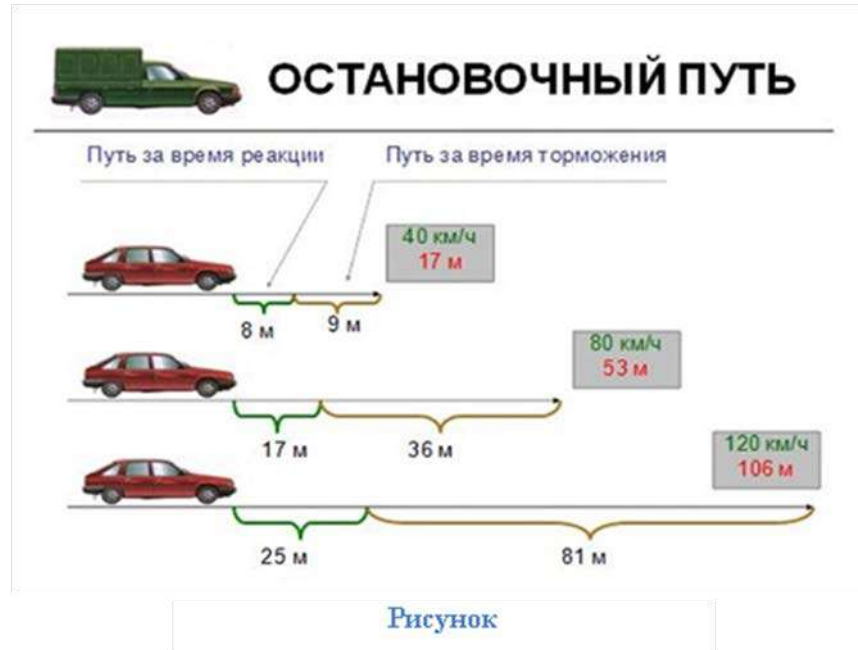 ОСТАНОВОЧНЫЙ ПУТЬ
Путь за время реакции
Путь за время торможения
40 км/ч
17 м
8 м
9 м
80 км/ч
53 м
17 м
36 м
120 км/ч
106 м
25 м
81 м
Рисунок